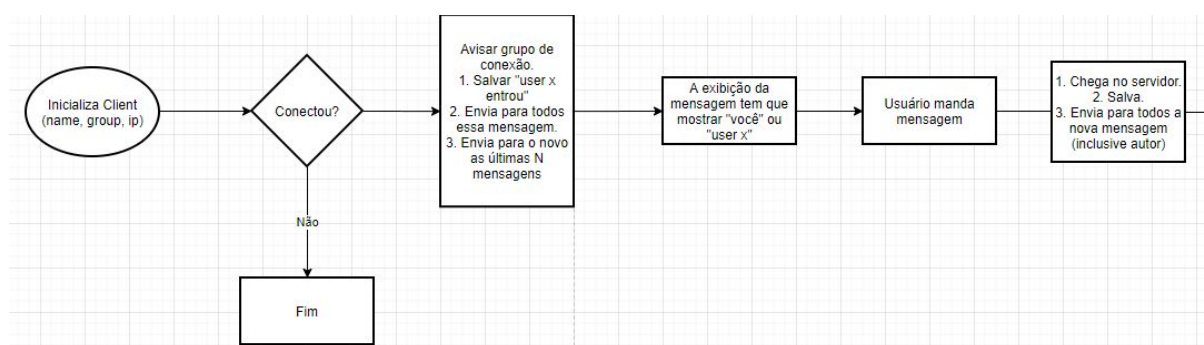 Inicializa Client
(name, group, ip)
Conectou?
Não
Fim
Avisar grupo de
conexão.
1. Salvar "user x
entrou"
2. Envia para todos
essa mensagem.
3. Envia para o novo
as últimas N
mensagens
A exibição da
mensagem tem que
mostrar "você" ou
"user x"
Usuário manda
mensagem
1. Chega no servidor.
2. Salva.
3. Envia para todos a
nova mensagem
(inclusive autor)